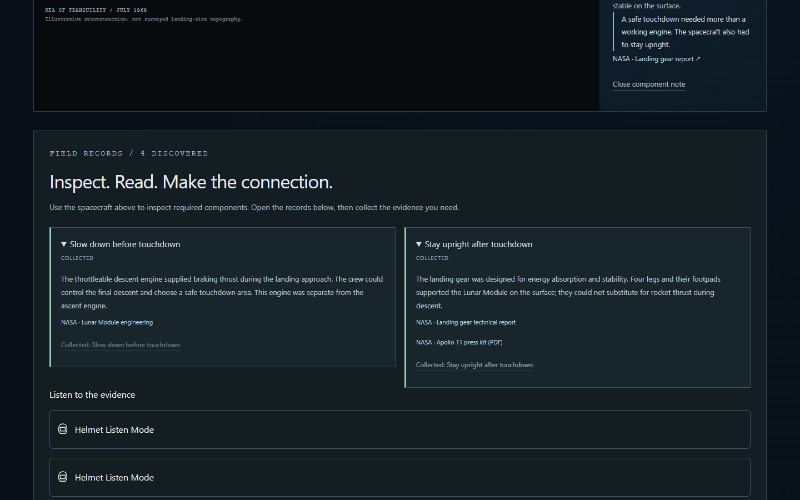 SEA OF TRANQUILITY / JULY 1969
Illustrative reconstruction, not surveyed landing-site topography.
stable on the surface.
A safe touchdown needed more than a
working engine. The spacecraft also had
to stay upright.
NASA · Landing gear report ↗
Close component note
FIELD RECORDS / 4 DISCOVERED
Inspect. Read. Make the connection.
Use the spacecraft above to inspect required components. Open the records below, then collect the evidence you need.
▼ Slow down before touchdown
COLLECTED
The throttleable descent engine supplied braking thrust during the landing approach. The crew could
control the final descent and choose a safe touchdown area. This engine was separate from the
ascent engine.
NASA · Lunar Module engineering
Collected: Slow down before touchdown
▼ Stay upright after touchdown
COLLECTED
The landing gear was designed for energy absorption and stability. Four legs and their footpads
supported the Lunar Module on the surface; they could not substitute for rocket thrust during
descent.
NASA · Landing gear technical report
NASA · Apollo 11 press kit (PDF)
Collected: Stay upright after touchdown
Listen to the evidence
Helmet Listen Mode
Helmet Listen Mode